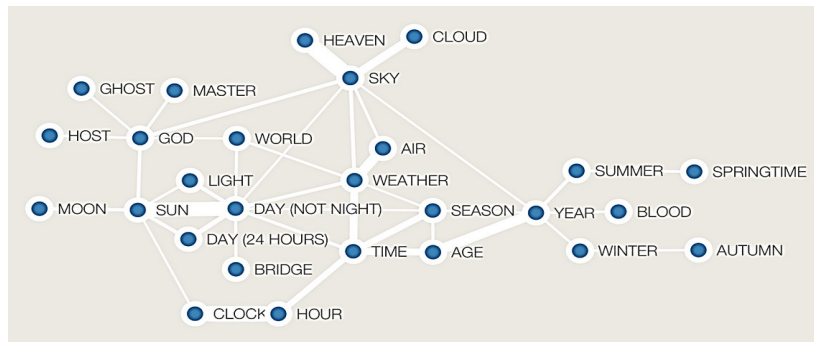 HEAVEN
CLOUD
SKY
GHOST
MASTER
HOST
GOD
WORLD
AIR
LIGHT
WEATHER
SUMMER
SPRINGTIME
MOON
SUN
DAY (NOT NIGHT)
SEASON
YEAR
BLOOD
DAY (24 HOURS)
TIME
AGE
WINTER
AUTUMN
BRIDGE
CLOCK
HOUR